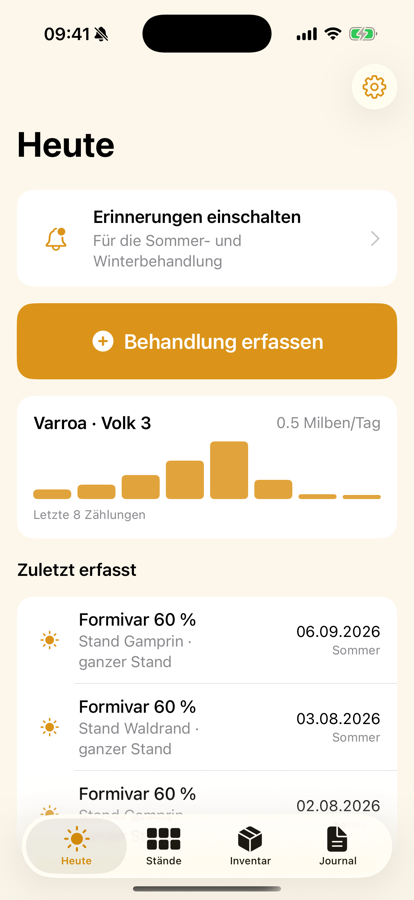 09:41
Heute
Erinnerungen einschalten
Für die Sommer- und
Winterbehandlung
Behandlung erfassen
Varroa · Volk 3
0.5 Milben/Tag
Letzte 8 Zählungen
Zuletzt erfasst
Formivar 60 %
Stand Gamprin ·
ganzer Stand
06.09.2026
Sommer
Formivar 60 %
Stand Waldrand ·
ganzer Stand
03.08.2026
Sommer
Formivar 60 %
Stand Gamprin
02.08.2026
Heute
Stände
Inventar
Journal